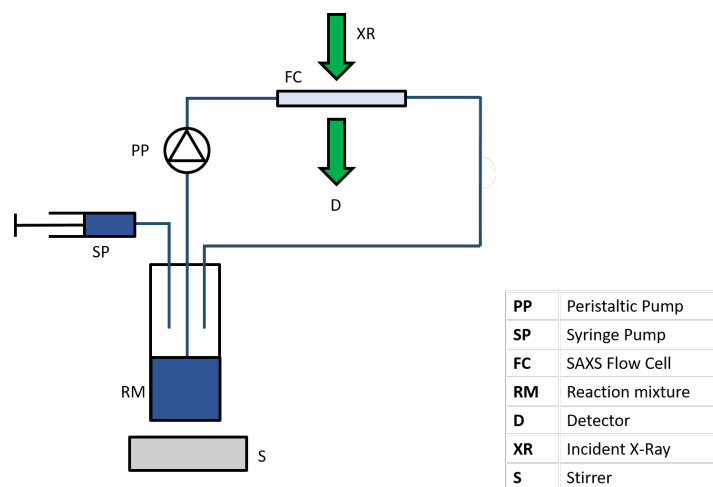 XR
FC
PP
D
SP
RM
S
PP Peristaltic Pump
SP Syringe Pump
FC SAXS Flow Cell
RM Reaction mixture
D Detector
XR Incident X-Ray
S Stirrer